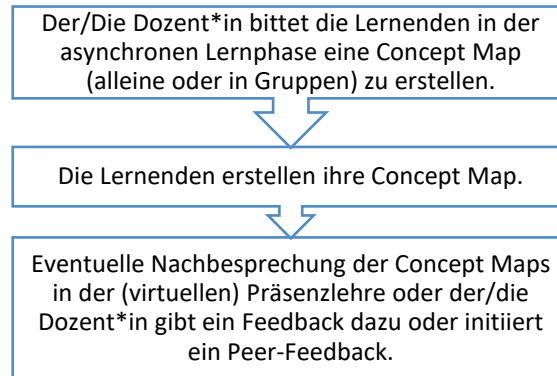 Der/Die Dozent*in bittet die Lernenden in der
asynchronen Lernphase eine Concept Map
(alleine oder in Gruppen) zu erstellen.
Die Lernenden erstellen ihre Concept Map.
Eventuelle Nachbesprechung der Concept Maps
in der (virtuellen) Präsenzlehre oder der/die
Dozent*in gibt ein Feedback dazu oder initiiert
ein Peer-Feedback.